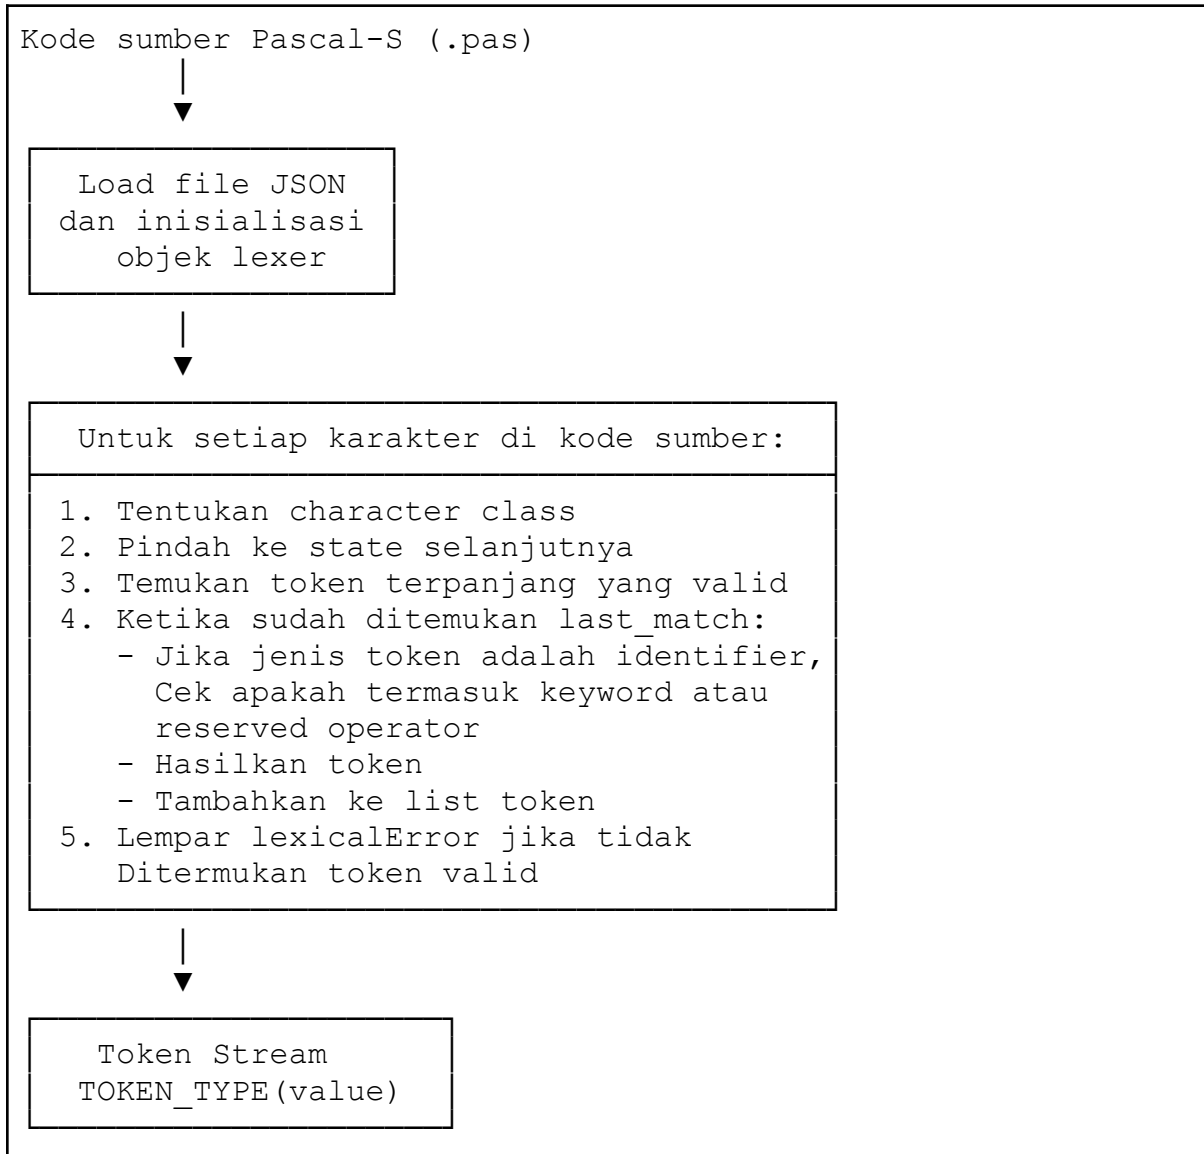 Kode sumber Pascal-S (.pas)
Load file JSON
dan inisialisasi
objek lexer
Untuk setiap karakter di kode sumber:
1. Tentukan character class
2. Pindah ke state selanjutnya
3. Temukan token terpanjang yang valid
4. Ketika sudah ditemukan last_match:
- Jika jenis token adalah identifier,
Cek apakah termasuk keyword atau
reserved operator
- Hasilkan token
- Tambahkan ke list token
5. Lempar lexicalError jika tidak
Ditermukan token valid
Token Stream
TOKEN_TYPE(value)